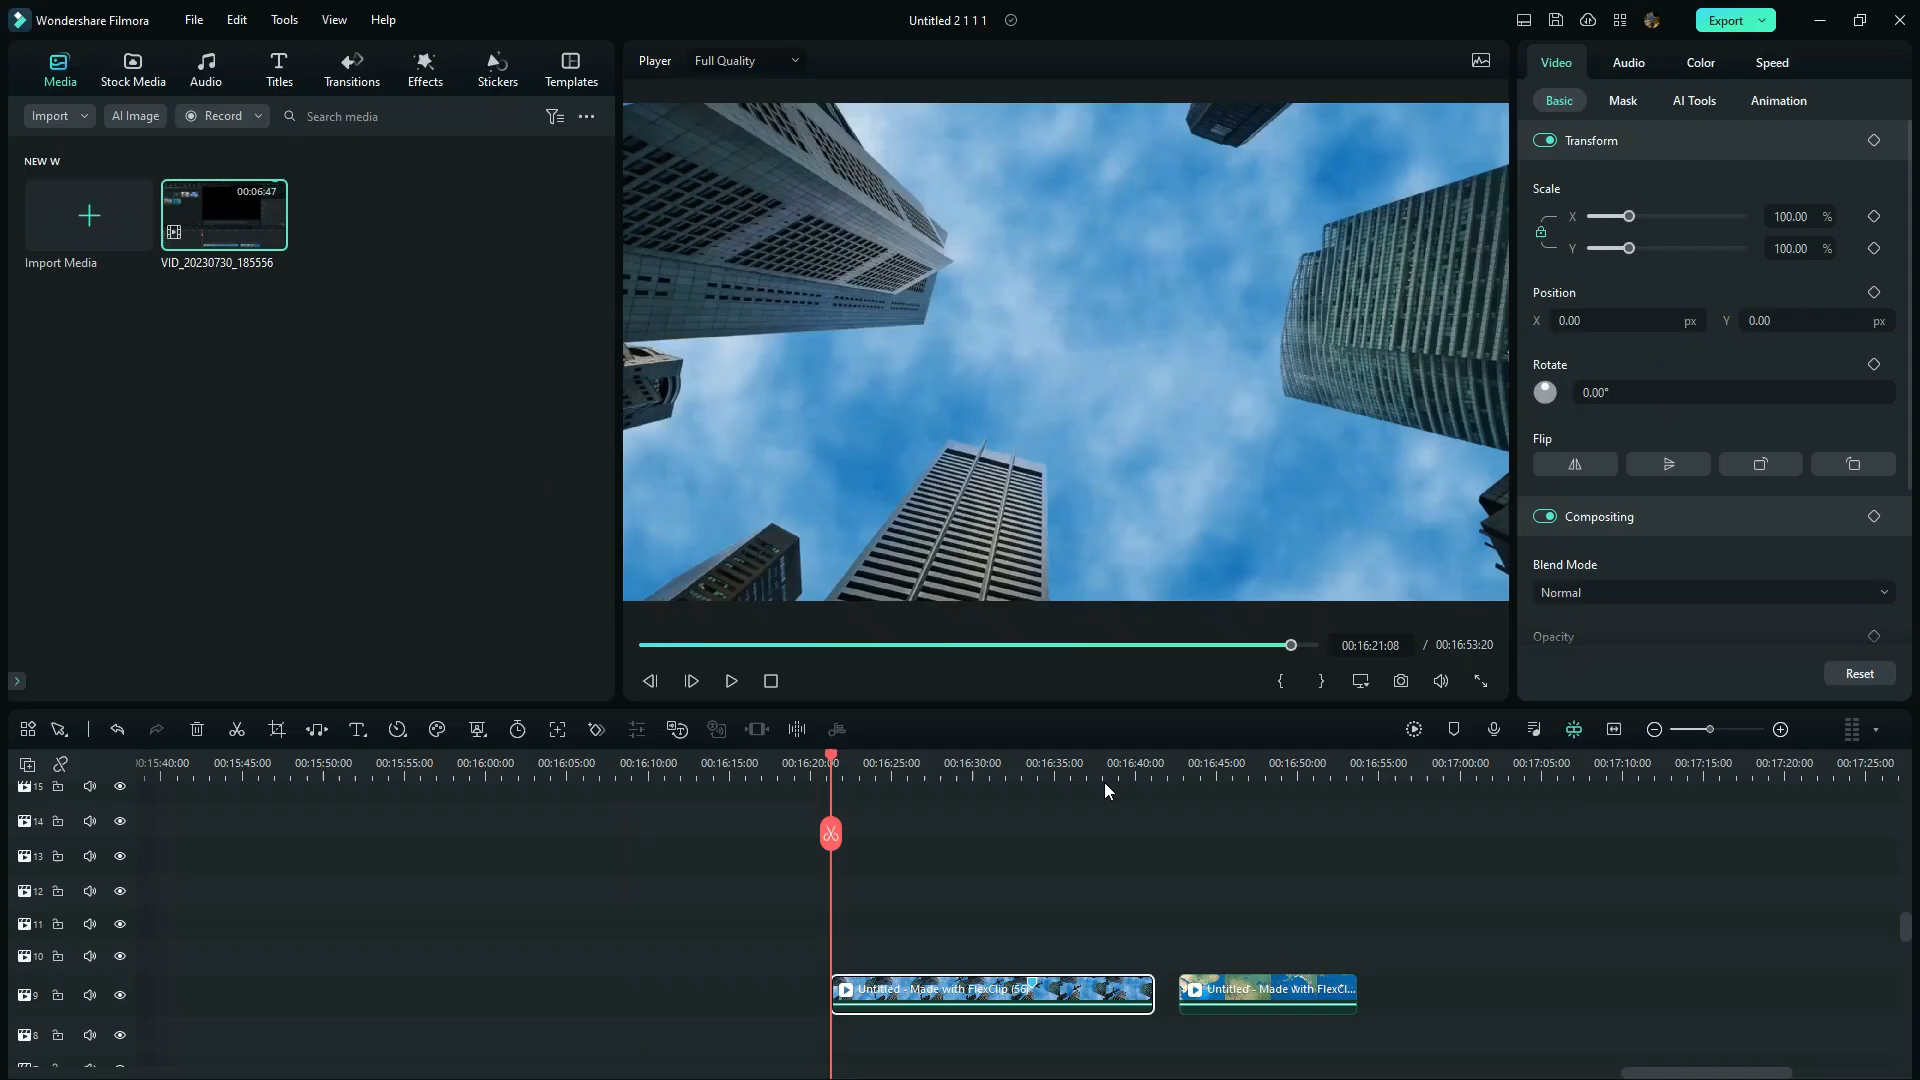 Wondershare Filmora File Edit Tools View Help Untitled 2 1 1 1 Export
Media Stock Media Audio Titles Transitions Effects Stickers Templates
Import AI Image Record Search media
NEW W
00:06:47
Import Media VID_20230730_185556
Player Full Quality
00:16:21:08 / 00:16:53:20
Video Audio Color Speed
Basic Mask AI Tools Animation
Transform
Scale
X 100.00 %
Y 100.00 %
Position
X 0.00 px Y 0.00 px
Rotate
0.00°
Flip
Compositing
Blend Mode
Normal
Opacity
Reset
00:15:40:00 00:15:45:00 00:15:50:00 00:15:55:00 00:16:00:00 00:16:05:00 00:16:10:00 00:16:15:00 00:16:20:00 00:16:25:00 00:16:30:00 00:16:35:00 00:16:40:00 00:16:45:00 00:16:50:00 00:16:55:00 00:17:00:00 00:17:05:00 00:17:10:00 00:17:15:00 00:17:20:00 00:17:25:00
15
14
13
12
11
10
9 Untitled - Made with FlexClip (56) Untitled - Made with FlexCl...
8